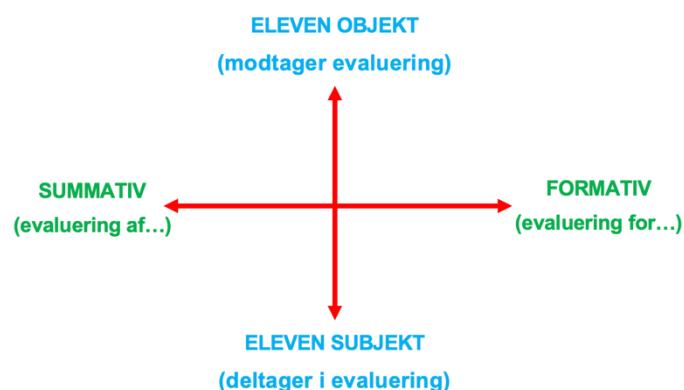 ELEVEN OBJEKT
(modtager evaluering)
SUMMATIV
(evaluering af...)
FORMATIV
(evaluering for...)
ELEVEN SUBJEKT
(deltager i evaluering)